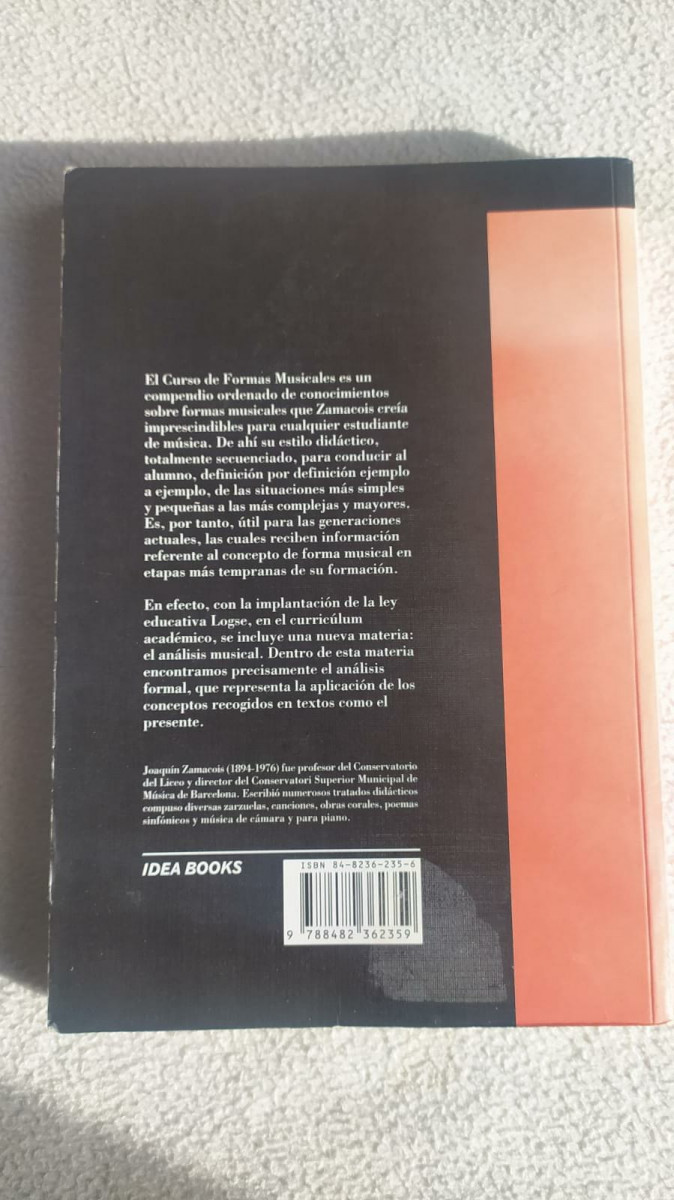 El Curso de Formas Musicales es un
compendio ordenado de conocimientos
sobre formas musicales que Zamacois creía
imprescindibles para cualquier estudiante
de música. De ahí su estilo didáctico,
totalmente secuenciado, para conducir al
alumno, definición por definición ejemplo
a ejemplo, de las situaciones más simples
y pequeñas a las más complejas y mayores.
Es, por tanto, útil para las generaciones
actuales, las cuales reciben información
referente al concepto de forma musical en
etapas más tempranas de su formación.
En efecto, con la implantación de la ley
educativa Logse, en el curricúlum
académico, se incluye una nueva materia:
el análisis musical. Dentro de esta materia
encontramos precisamente el análisis
formal, que representa la aplicación de los
conceptos recogidos en textos como el
presente.
Joaquín Zamacois (1894-1976) fue profesor del Conservatorio
del Liceo y director del Conservatori Superior Municipal de
Música de Barcelona. Escribió numerosos tratados didácticos
compuso diversas zarzuelas, canciones, obras corales, poemas
sinfónicos y música de cámara y para piano.
IDEA BOOKS
ISBN 84-8236-235-6
9 788482 362359